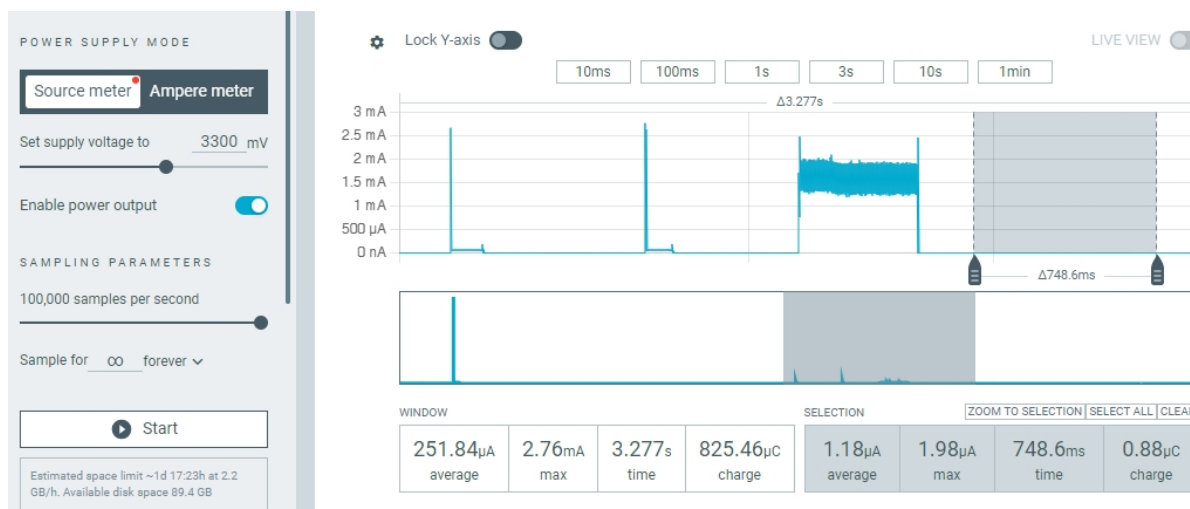 POWER SUPPLY MODE
Source meter Ampere meter
Set supply voltage to 3300 mV
Enable power output
SAMPLING PARAMETERS
100,000 samples per second
Sample for ∞ forever
Start
Estimated space limit ~1d 17:23h at 2.2
GB/h. Available disk space 89.4 GB
Lock Y-axis
LIVE VIEW
10ms 100ms 1s 3s 10s 1min
Δ3.277s
3 mA
2.5 mA
2 mA
1.5 mA
1 mA
500 µA
0 nA
Δ748.6ms
WINDOW
251.84µA 2.76mA 3.277s 825.46µC
average max time charge
SELECTION ZOOM TO SELECTION SELECT ALL
1.18µA 1.98µA 748.6ms 0.88µC
average max time charge